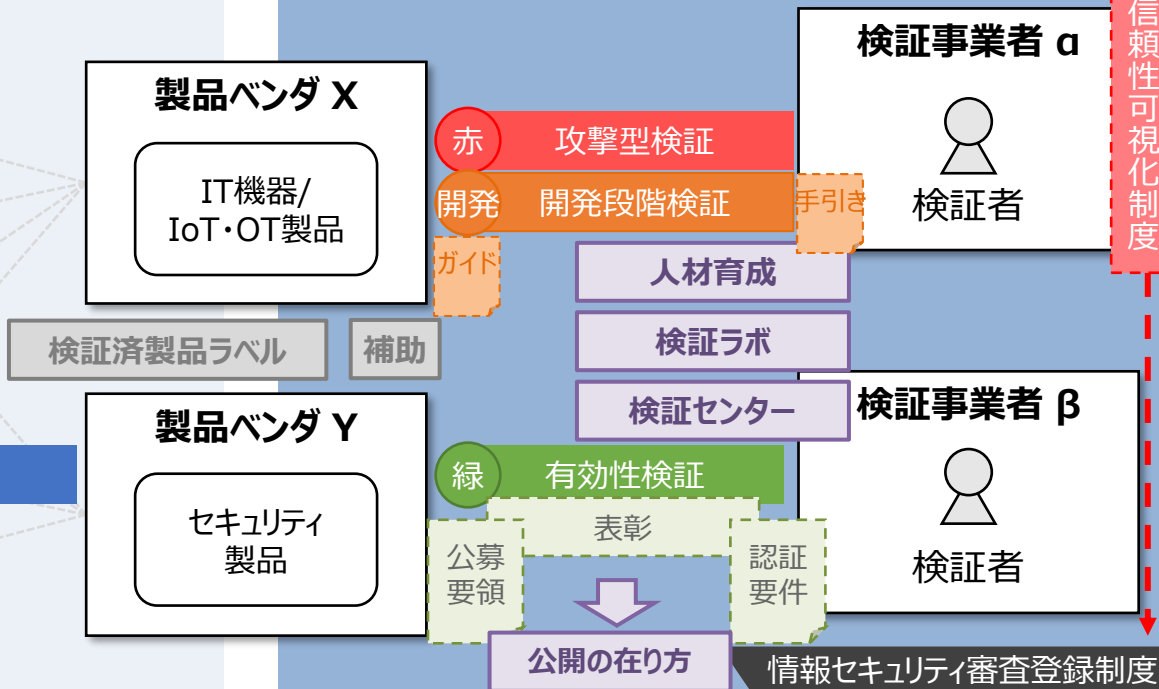 製品ベンダ X
IT機器/
IoT・OT製品
赤
攻撃型検証
開発
開発段階検証
ガイド
手引き
検証事業者 α
検証者
信頼性可視化制度
人材育成
検証ラボ
検証センター
検証済製品ラベル
補助
製品ベンダ Y
セキュリティ
製品
緑
有効性検証
表彰
公募
要領
認証
要件
検証事業者 β
検証者
公開の在り方
情報セキュリティ審査登録制度